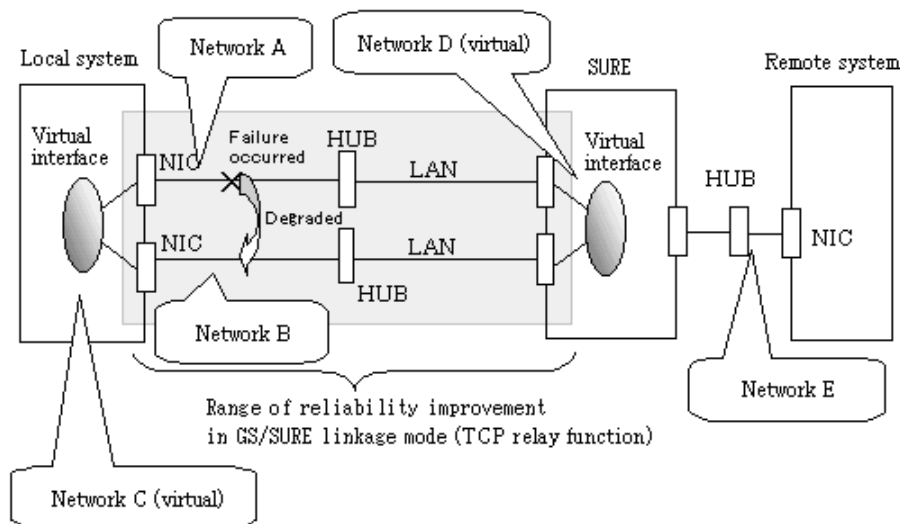 Network A
Network D (virtual)
Local system
SURE
Remote system
Virtual
interface
NIC
Failure
occurred
HUB
LAN
Virtual
interface
HUB
Degraded
NIC
LAN
NIC
HUB
Network B
Network E
Range of reliability improvement
in GS/SURE linkage mode (TCP relay function)
Network C (virtual)